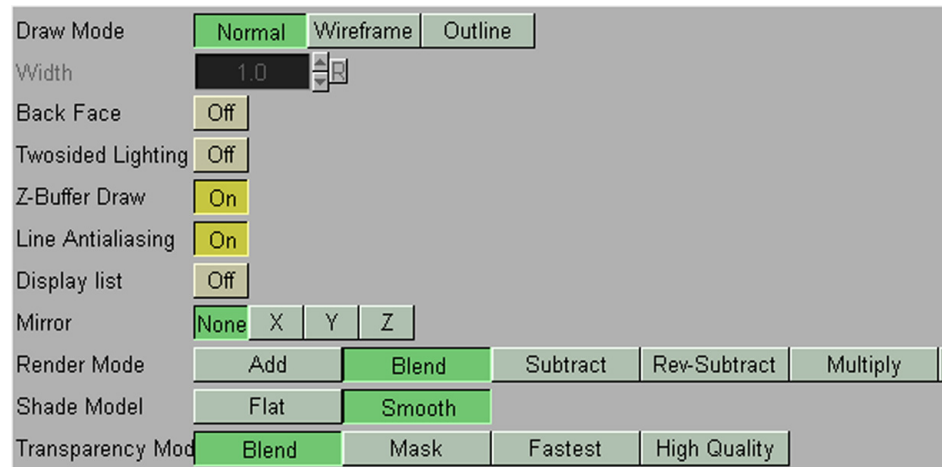 Draw Mode Normal Wireframe Outline
Width 1.0 R
Back Face Off
Twosided Lighting Off
Z-Buffer Draw On
Line Antialiasing On
Display list Off
Mirror None X Y Z
Render Mode Add Blend Subtract Rev-Subtract Multiply
Shade Model Flat Smooth
Transparency Mod Blend Mask Fastest High Quality